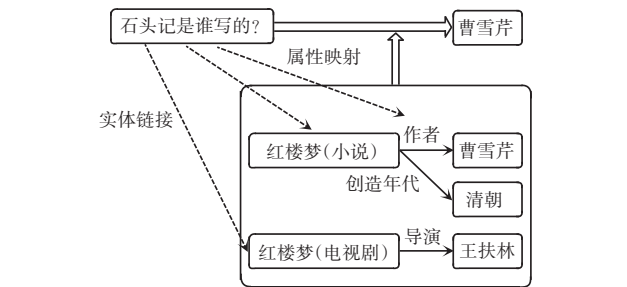 石头记是谁写的?
曹雪芹
属性映射
实体链接
作者
红楼梦(小说)
曹雪芹
创造年代
清朝
导演
红楼梦(电视剧)
王扶林